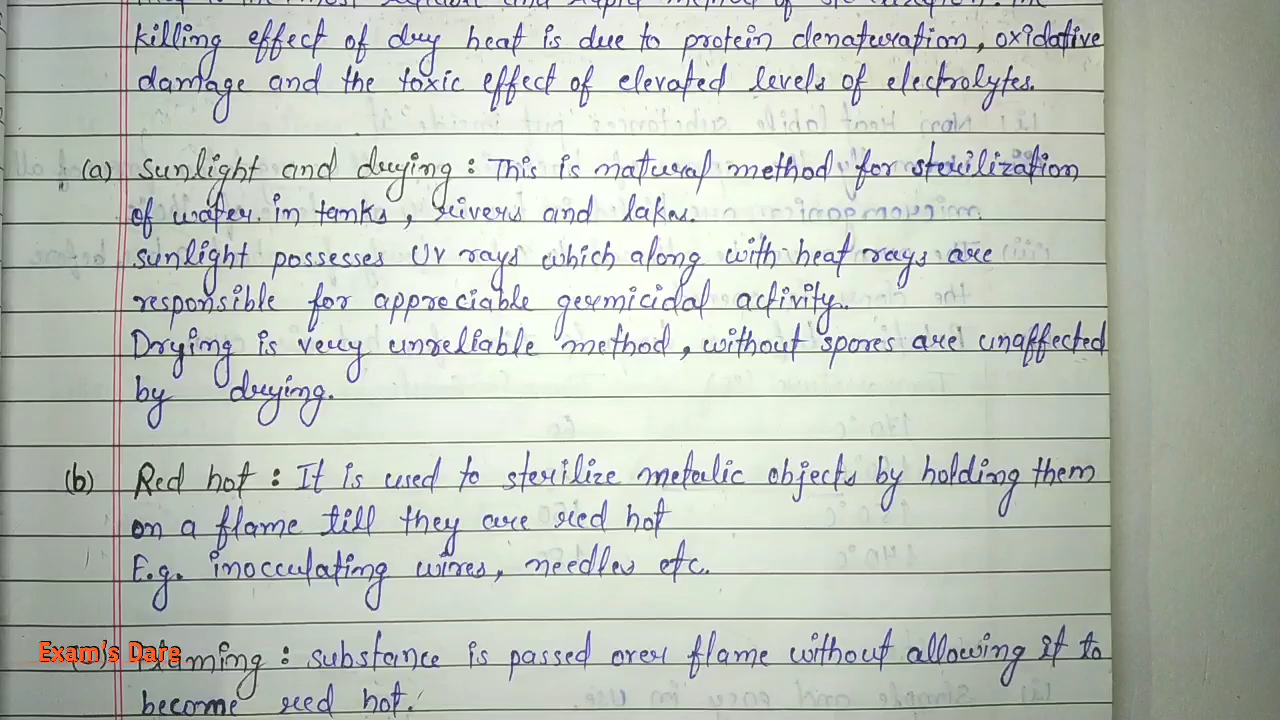 killing effect of dry heat is due to protein denaturation, oxidative
damage and the toxic effect of elevated levels of electrolytes.
(a) Sunlight and drying : This is natural method for sterilization
of water in tanks, rivers and lakes.
sunlight possesses UV rays which along with heat rays are
responsible for appreciable germicidal activity.
Drying is very unreliable method, without spores are unaffected
by drying.
(b) Red hot : It is used to sterilize metalic objects by holding them
on a flame till they are red hot
E.g. inocculating wires, needles etc.
Exam's Dare
flaming : substance is passed over flame without allowing it to
become red hot.